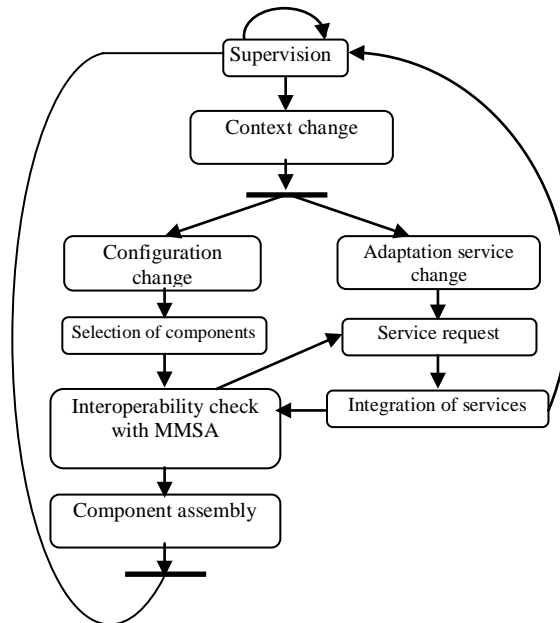 Supervision
Context change
Configuration
change
Adaptation service
change
Selection of components
Service request
Interoperability check
with MMSA
Integration of services
Component assembly